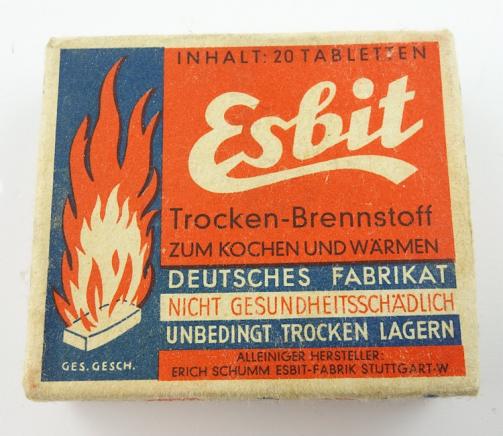 INHALT: 20 TABLETTEN
Esbit
Trocken-Brennstoff
ZUM KOCHEN UND WÄRMEN
DEUTSCHES FABRIKAT
NICHT GESUNDHEITSSCHÄDLICH
UNBEDINGT TROCKEN LAGERN
ALLEINIGER HERSTELLER:
ERICH SCHUMM ESBIT-FABRIK STUTTGART-W
GES. GESCH.